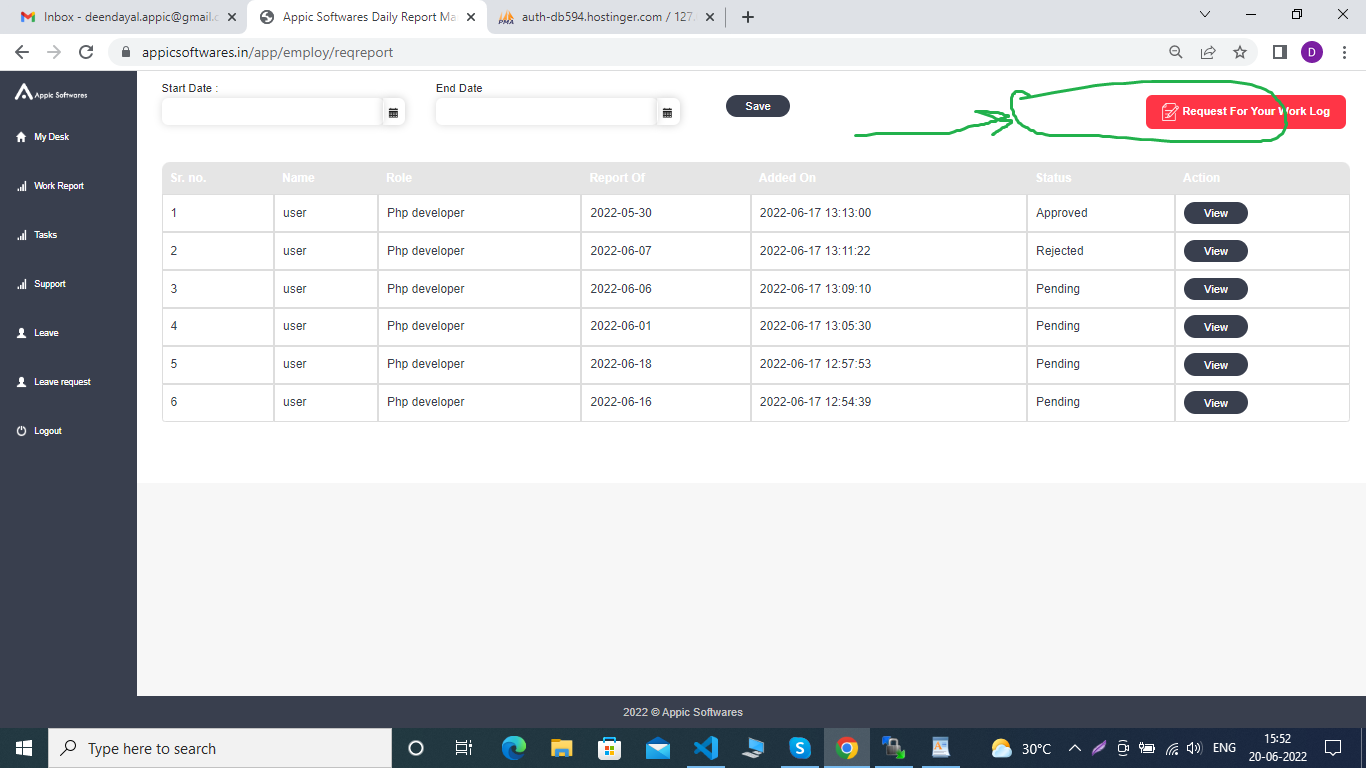 Inbox - deendayal.appic@gmail.c
Appic Softwares Daily Report Ma
auth-db594.hostinger.com / 127.
appicsoftwares.in/app/employ/reqreport
D
Appic Softwares
My Desk
Work Report
Tasks
Support
Leave
Leave request
Logout
Start Date :
End Date
Save
Request For Your Work Log
Sr. no. Name Role Report Of Added On Status Action
1 user Php developer 2022-05-30 2022-06-17 13:13:00 Approved View
2 user Php developer 2022-06-07 2022-06-17 13:11:22 Rejected View
3 user Php developer 2022-06-06 2022-06-17 13:09:10 Pending View
4 user Php developer 2022-06-01 2022-06-17 13:05:30 Pending View
5 user Php developer 2022-06-18 2022-06-17 12:57:53 Pending View
6 user Php developer 2022-06-16 2022-06-17 12:54:39 Pending View
2022 © Appic Softwares
Type here to search
30°C
ENG
15:52
20-06-2022